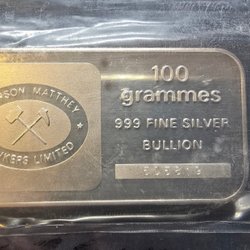 SON MATTHEY
KERS LIMITED
100
grammes
999 FINE SILVER
BULLION